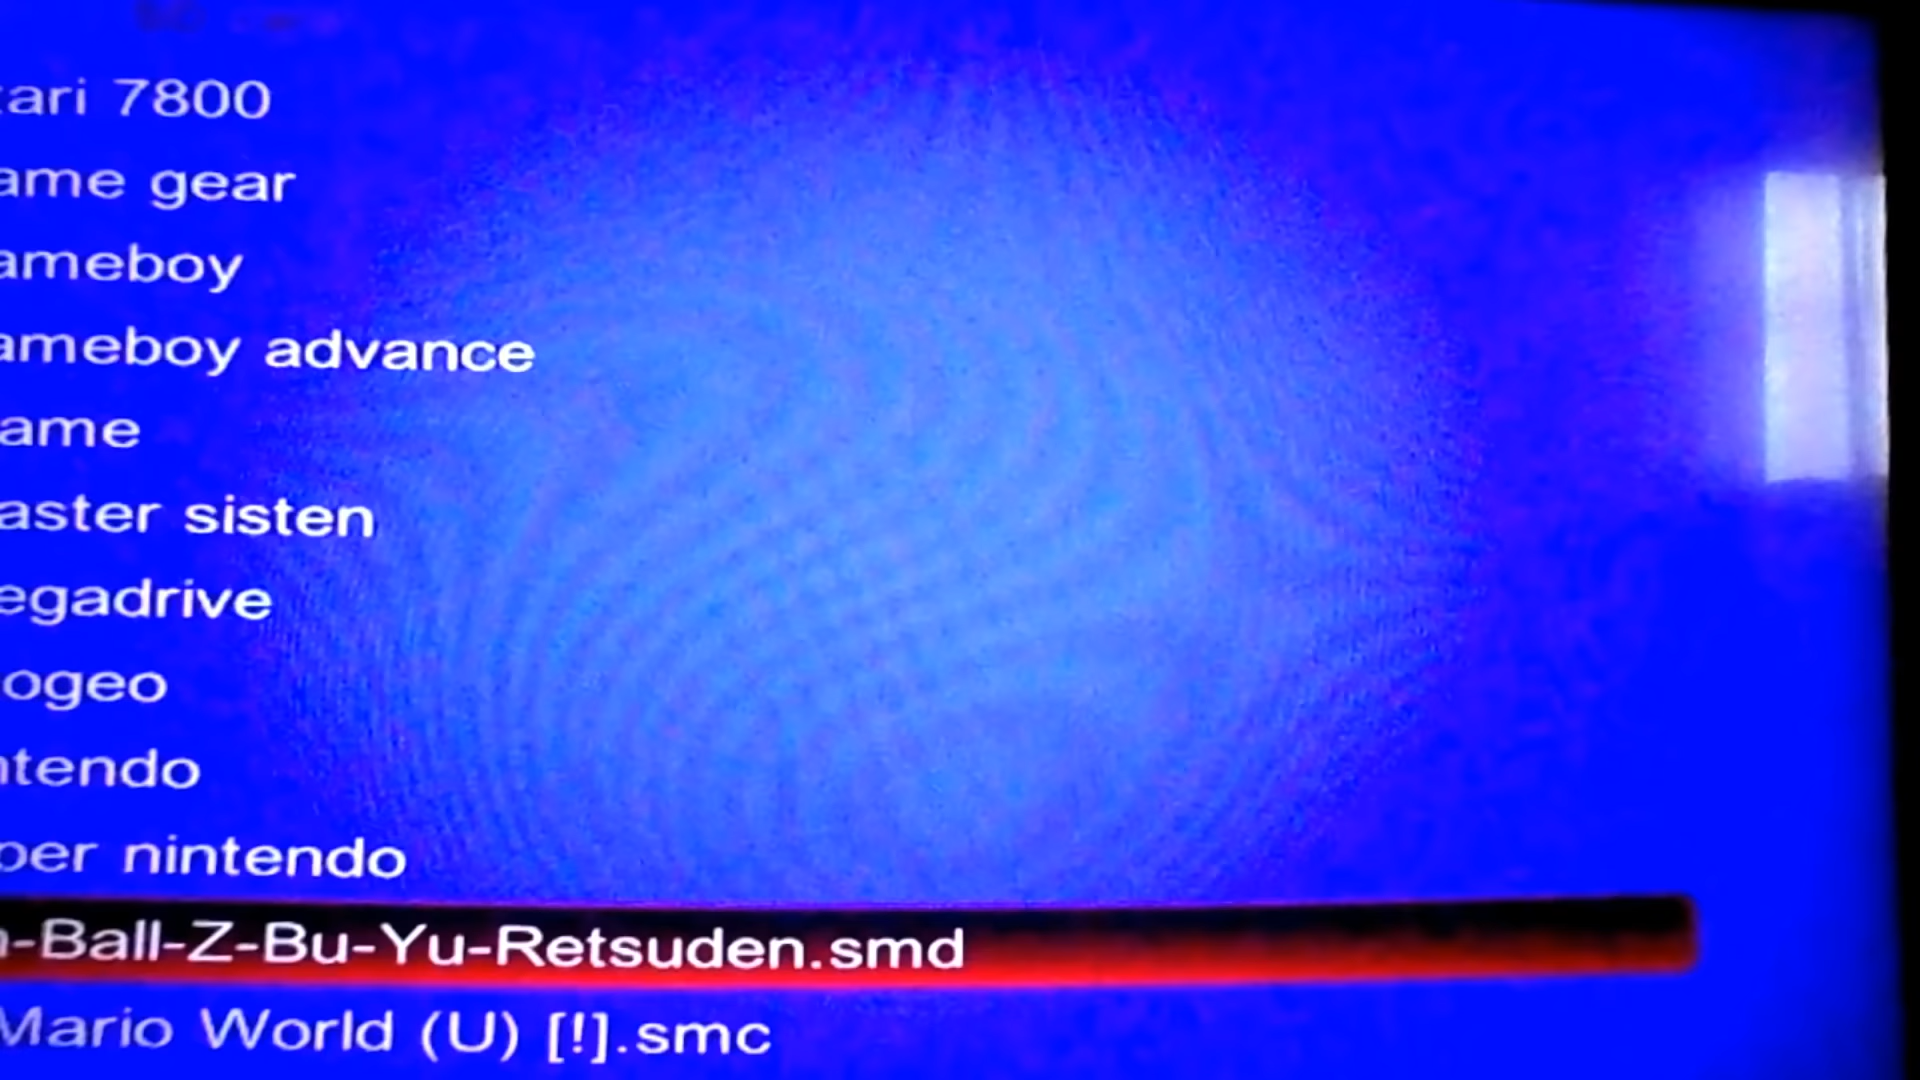 tari 7800
ame gear
ameboy
ameboy advance
ame
aster sisten
egadrive
ogeo
ntendo
per nintendo
n-Ball-Z-Bu-Yu-Retsuden.smd
Mario World (U) [!].smc